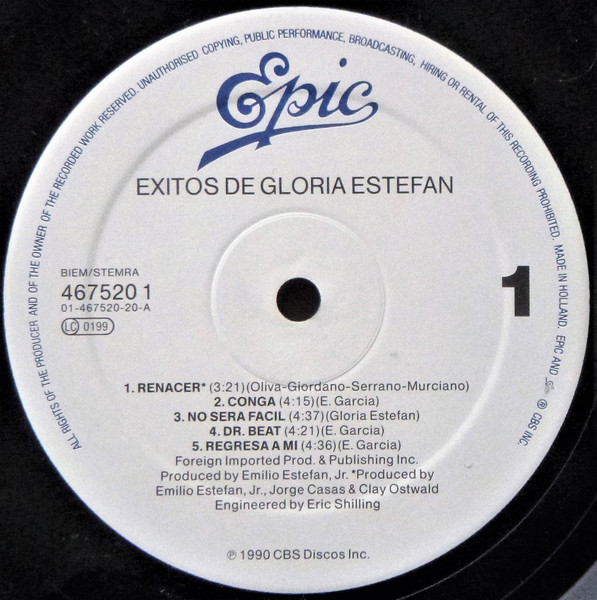 ALL RIGHTS OF THE PRODUCER AND OF THE OWNER OF THE RECORDED WORK RESERVED. UNAUTHORISED COPYING, PUBLIC PERFORMANCE, BROADCASTING, HIRING OR RENTAL OF THIS RECORDING PROHIBITED. MADE IN HOLLAND. EPIC AND ® CBS INC.
Epic
EXITOS DE GLORIA ESTEFAN
BIEM/STEMRA
467520 1
01-467520-20-A
LC 0199
1
1. RENACER* (3:21)(Oliva-Giordano-Serrano-Murciano)
2. CONGA (4:15)(E. Garcia)
3. NO SERA FACIL (4:37)(Gloria Estefan)
4. DR. BEAT (4:21)(E. Garcia)
5. REGRESA A MI (4:36)(E. Garcia)
Foreign Imported Prod. & Publishing Inc.
Produced by Emilio Estefan, Jr. *Produced by
Emilio Estefan, Jr., Jorge Casas & Clay Ostwald
Engineered by Eric Shilling
℗ 1990 CBS Discos Inc.